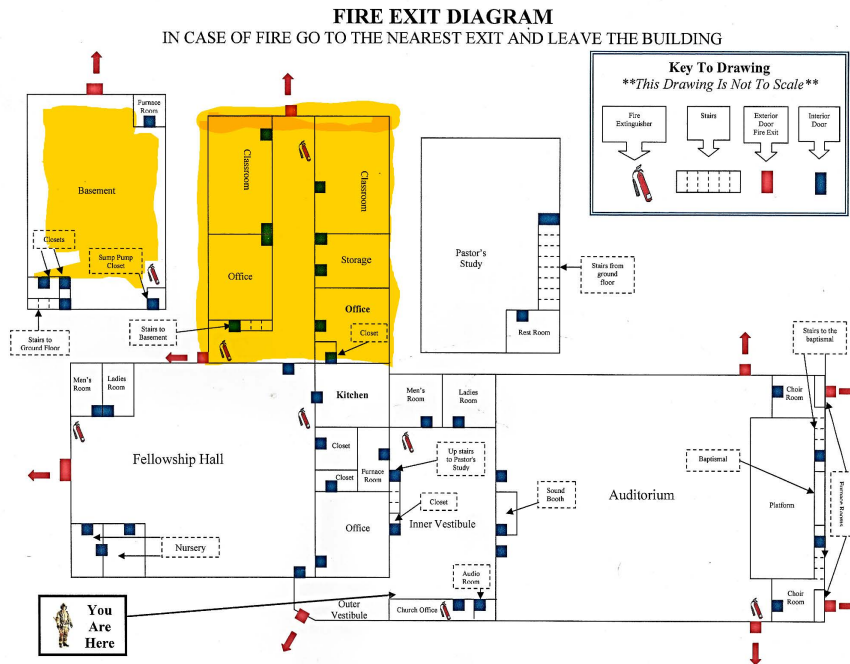 FIRE EXIT DIAGRAM
IN CASE OF FIRE GO TO THE NEAREST EXIT AND LEAVE THE BUILDING
Key To Drawing
**This Drawing Is Not To Scale**
Fire
Extinguisher
Stairs
Exterior
Door
Fire Exit
Interior
Door
Furnace
Room
Basement
Closets
Sump Pump
Closet
Stairs to
Ground Floor
Classroom
Classroom
Office
Storage
Office
Stairs to
Basement
Closet
Pastor's
Study
Stairs from
ground
floor
Rest Room
Stairs to the
baptismal
Men's
Room
Ladies
Room
Kitchen
Men's
Room
Ladies
Room
Choir
Room
Fellowship Hall
Closet
Closet
Furnace
Room
Up stairs
to Pastor's
Study
Baptismal
Closet
Sound
Booth
Auditorium
Platform
Furnace Rooms
Office
Inner Vestibule
Nursery
Audio
Room
Outer
Vestibule
Church Office
Choir
Room
You
Are
Here